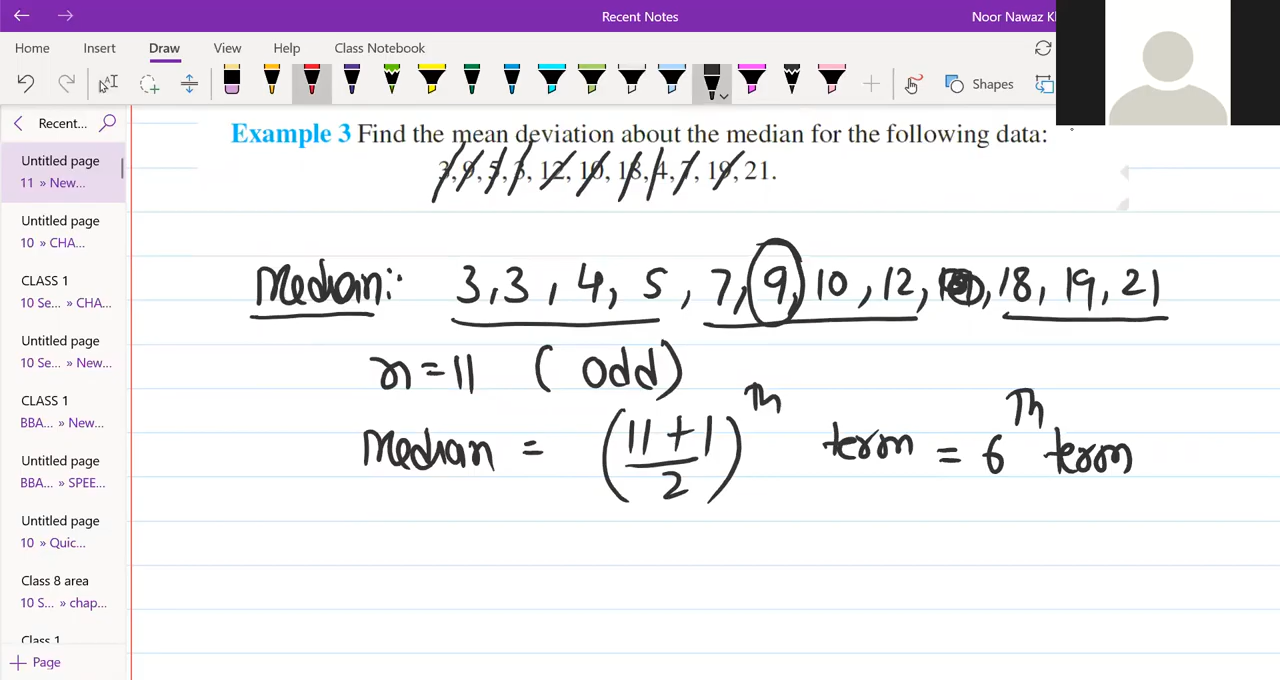 Recent Notes
Noor Nawaz Kh
Home Insert Draw View Help Class Notebook
Shapes
Recent...
Untitled page
11 » New...
Untitled page
10 » CHA...
CLASS 1
10 Se... » CHA...
Untitled page
10 Se... » New...
CLASS 1
BBA... » New...
Untitled page
BBA... » SPEE...
Untitled page
10 » Quic...
Class 8 area
10 S... » chap...
Class 1
Page
Example 3 Find the mean deviation about the median for the following data:
3, 9, 5, 3, 12, 10, 18, 4, 7, 19, 21.
Median: 3, 3, 4, 5, 7, 9, 10, 12, 18, 19, 21
n = 11 ( odd)
Median = (11 + 1 / 2)Th term = 6Th term